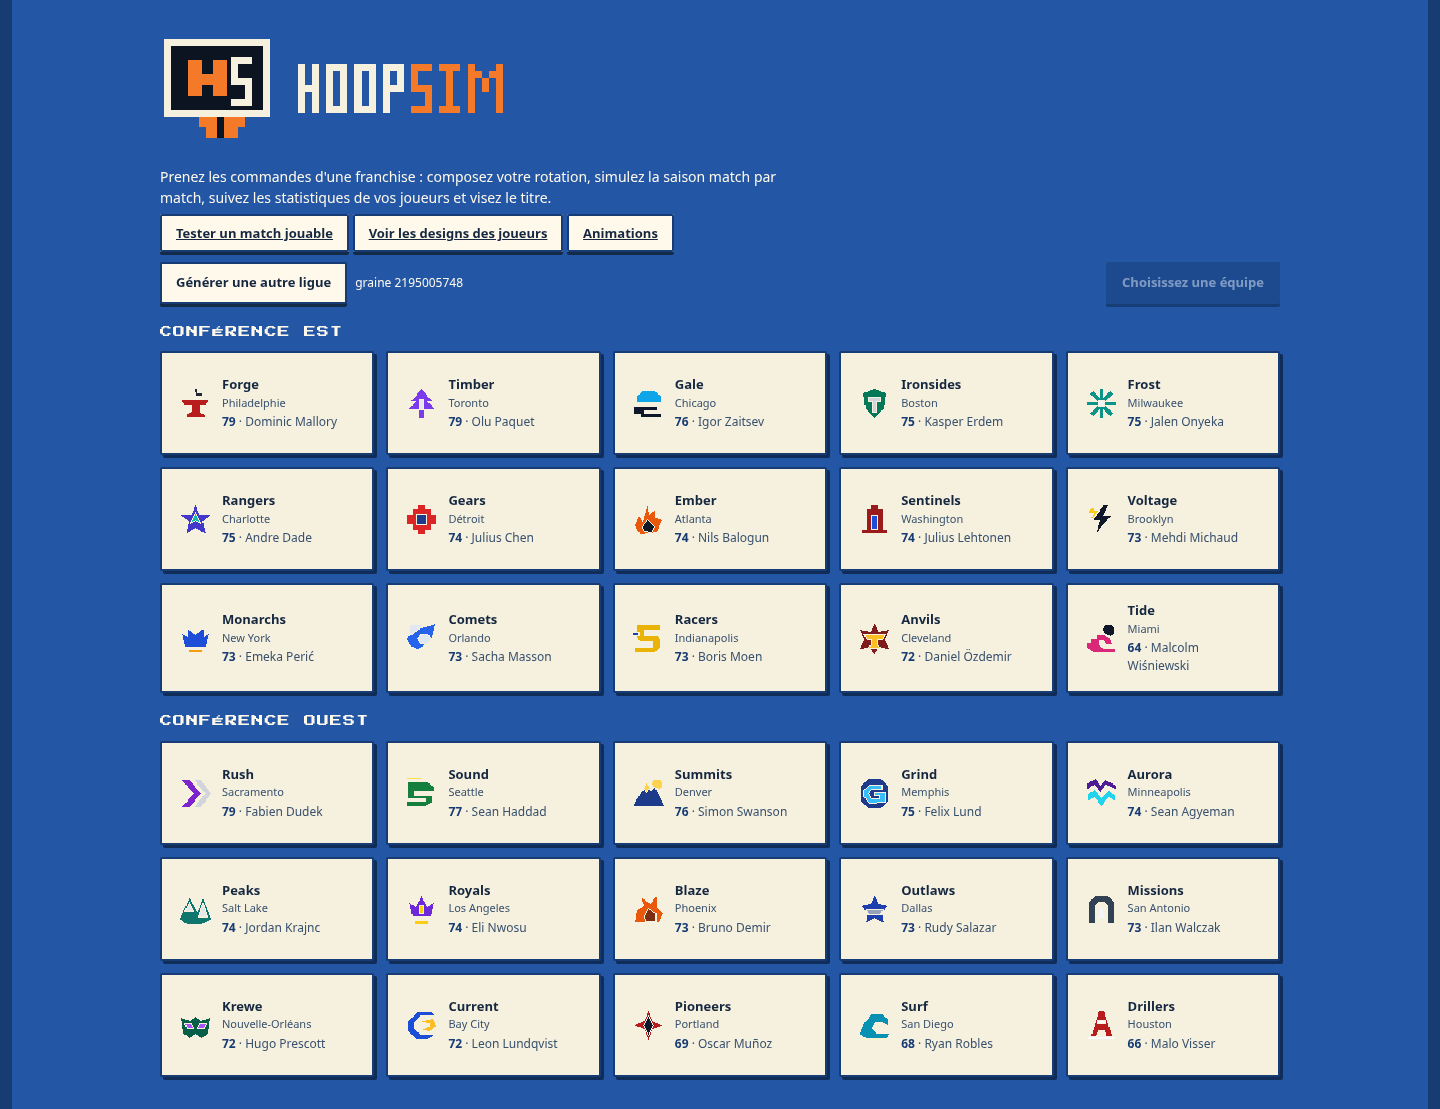 HS
HOOPSIM
Prenez les commandes d'une franchise : composez votre rotation, simulez la saison match par
match, suivez les statistiques de vos joueurs et visez le titre.
Tester un match jouable
Voir les designs des joueurs
Animations
Générer une autre ligue
graine 2195005748
Choisissez une équipe
CONFéRENCE EST
Forge
Philadelphie
79 · Dominic Mallory
Timber
Toronto
79 · Olu Paquet
Gale
Chicago
76 · Igor Zaitsev
Ironsides
Boston
75 · Kasper Erdem
Frost
Milwaukee
75 · Jalen Onyeka
Rangers
Charlotte
75 · Andre Dade
Gears
Détroit
74 · Julius Chen
Ember
Atlanta
74 · Nils Balogun
Sentinels
Washington
74 · Julius Lehtonen
Voltage
Brooklyn
73 · Mehdi Michaud
Monarchs
New York
73 · Emeka Perić
Comets
Orlando
73 · Sacha Masson
Racers
Indianapolis
73 · Boris Moen
Anvils
Cleveland
72 · Daniel Özdemir
Tide
Miami
64 · Malcolm
Wiśniewski
CONFéRENCE OUEST
Rush
Sacramento
79 · Fabien Dudek
Sound
Seattle
77 · Sean Haddad
Summits
Denver
76 · Simon Swanson
Grind
Memphis
75 · Felix Lund
Aurora
Minneapolis
74 · Sean Agyeman
Peaks
Salt Lake
74 · Jordan Krajnc
Royals
Los Angeles
74 · Eli Nwosu
Blaze
Phoenix
73 · Bruno Demir
Outlaws
Dallas
73 · Rudy Salazar
Missions
San Antonio
73 · Ilan Walczak
Krewe
Nouvelle-Orléans
72 · Hugo Prescott
Current
Bay City
72 · Leon Lundqvist
Pioneers
Portland
69 · Oscar Muñoz
Surf
San Diego
68 · Ryan Robles
Drillers
Houston
66 · Malo Visser